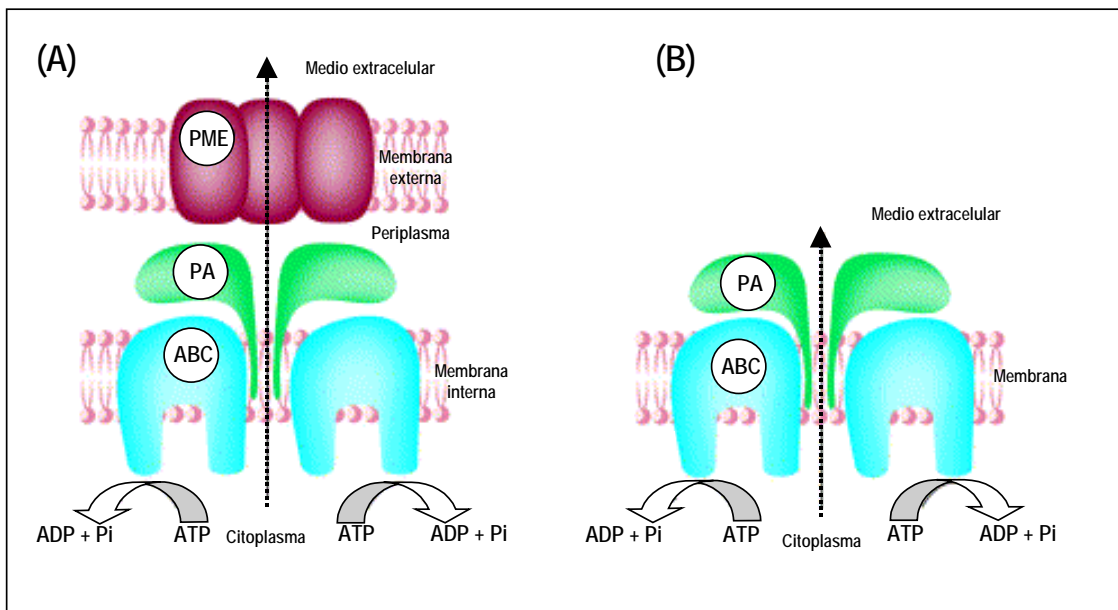 (A)
Medio extracelular
PME
Membrana
externa
Periplasma
PA
ABC
Membrana
interna
ADP + Pi
ATP
Citoplasma
ATP
ADP + Pi
(B)
Medio extracelular
PA
ABC
Membrana
ADP + Pi
ATP
Citoplasma
ATP
ADP + Pi